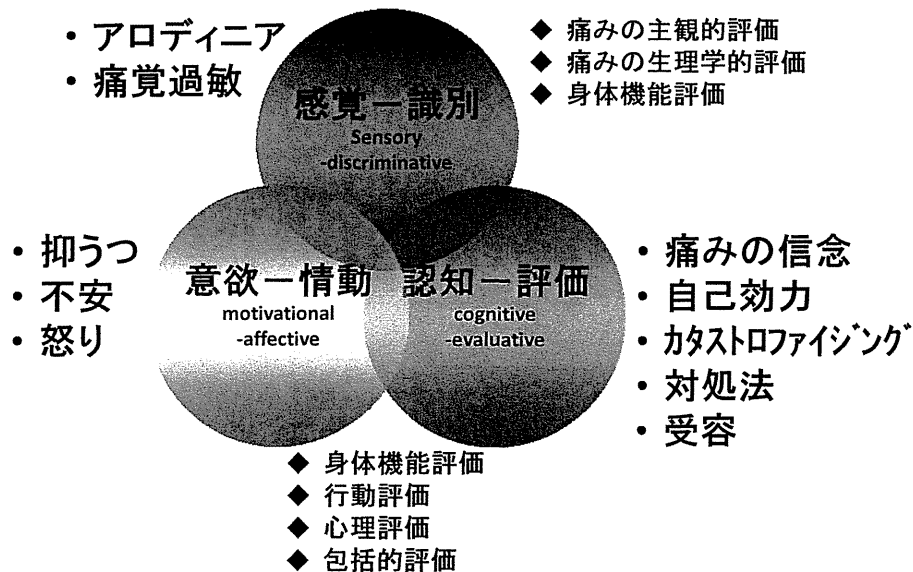 ・アロディニア
・痛覚過敏
◆ 痛みの主観的評価
◆ 痛みの生理学的評価
◆ 身体機能評価
感覚－識別
Sensory
-discriminative
・抑うつ
・不安
・怒り
意欲－情動
motivational
-affective
認知－評価
cognitive
-evaluative
・痛みの信念
・自己効力
・カタストロファイジング
・対処法
・受容
◆ 身体機能評価
◆ 行動評価
◆ 心理評価
◆ 包括的評価